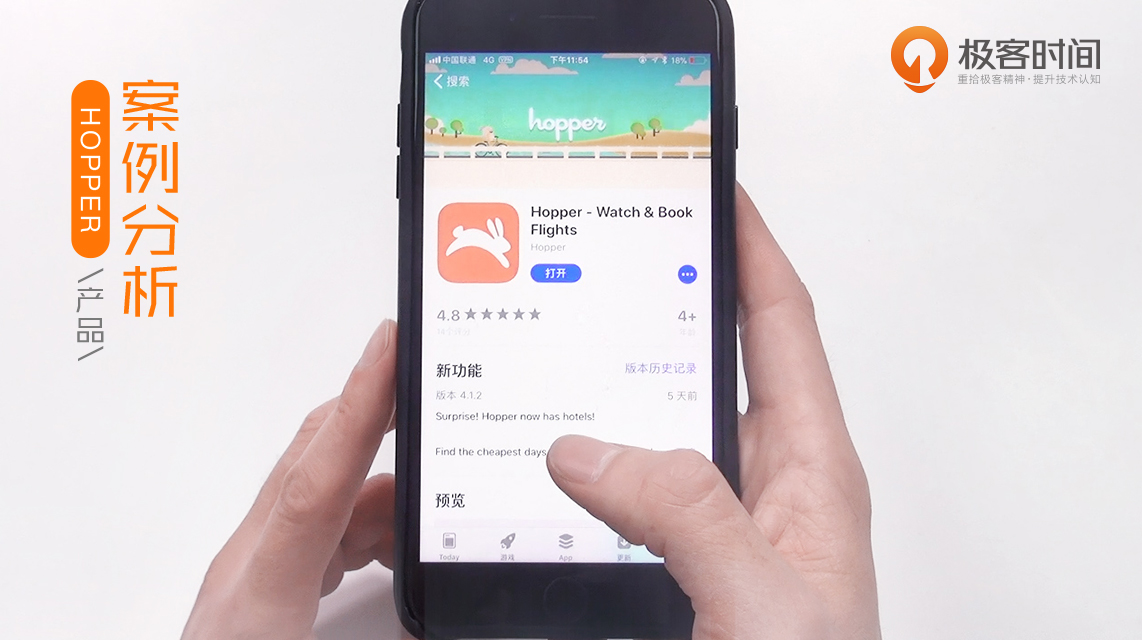 案例分析
HOPPER
\产品/
极客时间
重拾极客精神·提升技术认知
中国联通 4G VPN 下午11:54 18%
搜索
hopper
Hopper - Watch & Book
Flights
Hopper
打开
4.8
4+
年龄
新功能
版本历史记录
版本 4.1.2
5 天前
Surprise! Hopper now has hotels!
Find the cheapest days
预览
Today
游戏
App
更新